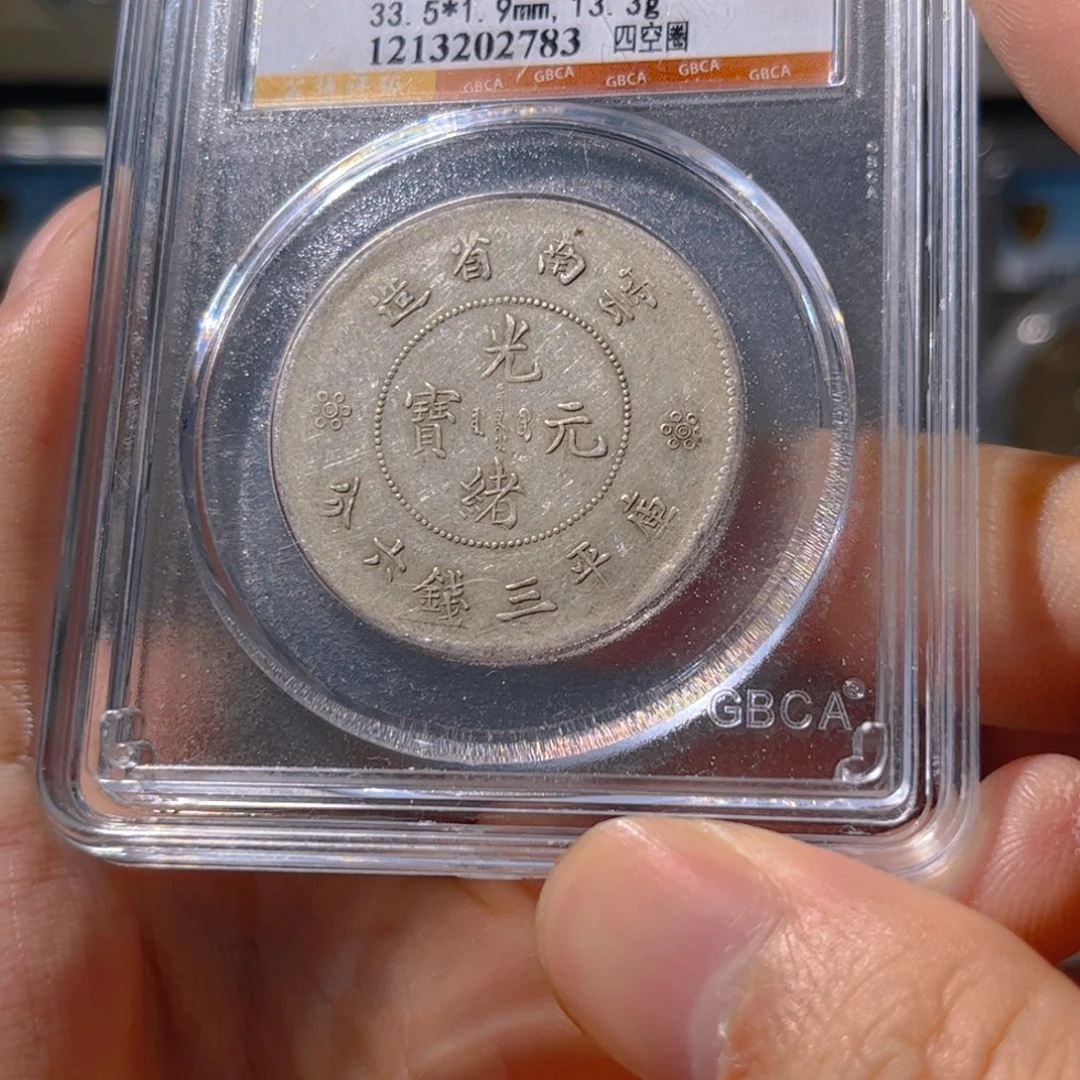 33.5*1.9mm, 13.3g
1213202783 四空圈
GBCA GBCA GBCA GBCA GBCA
雲南省造
光緒元寶
庫平三錢六分
GBCA